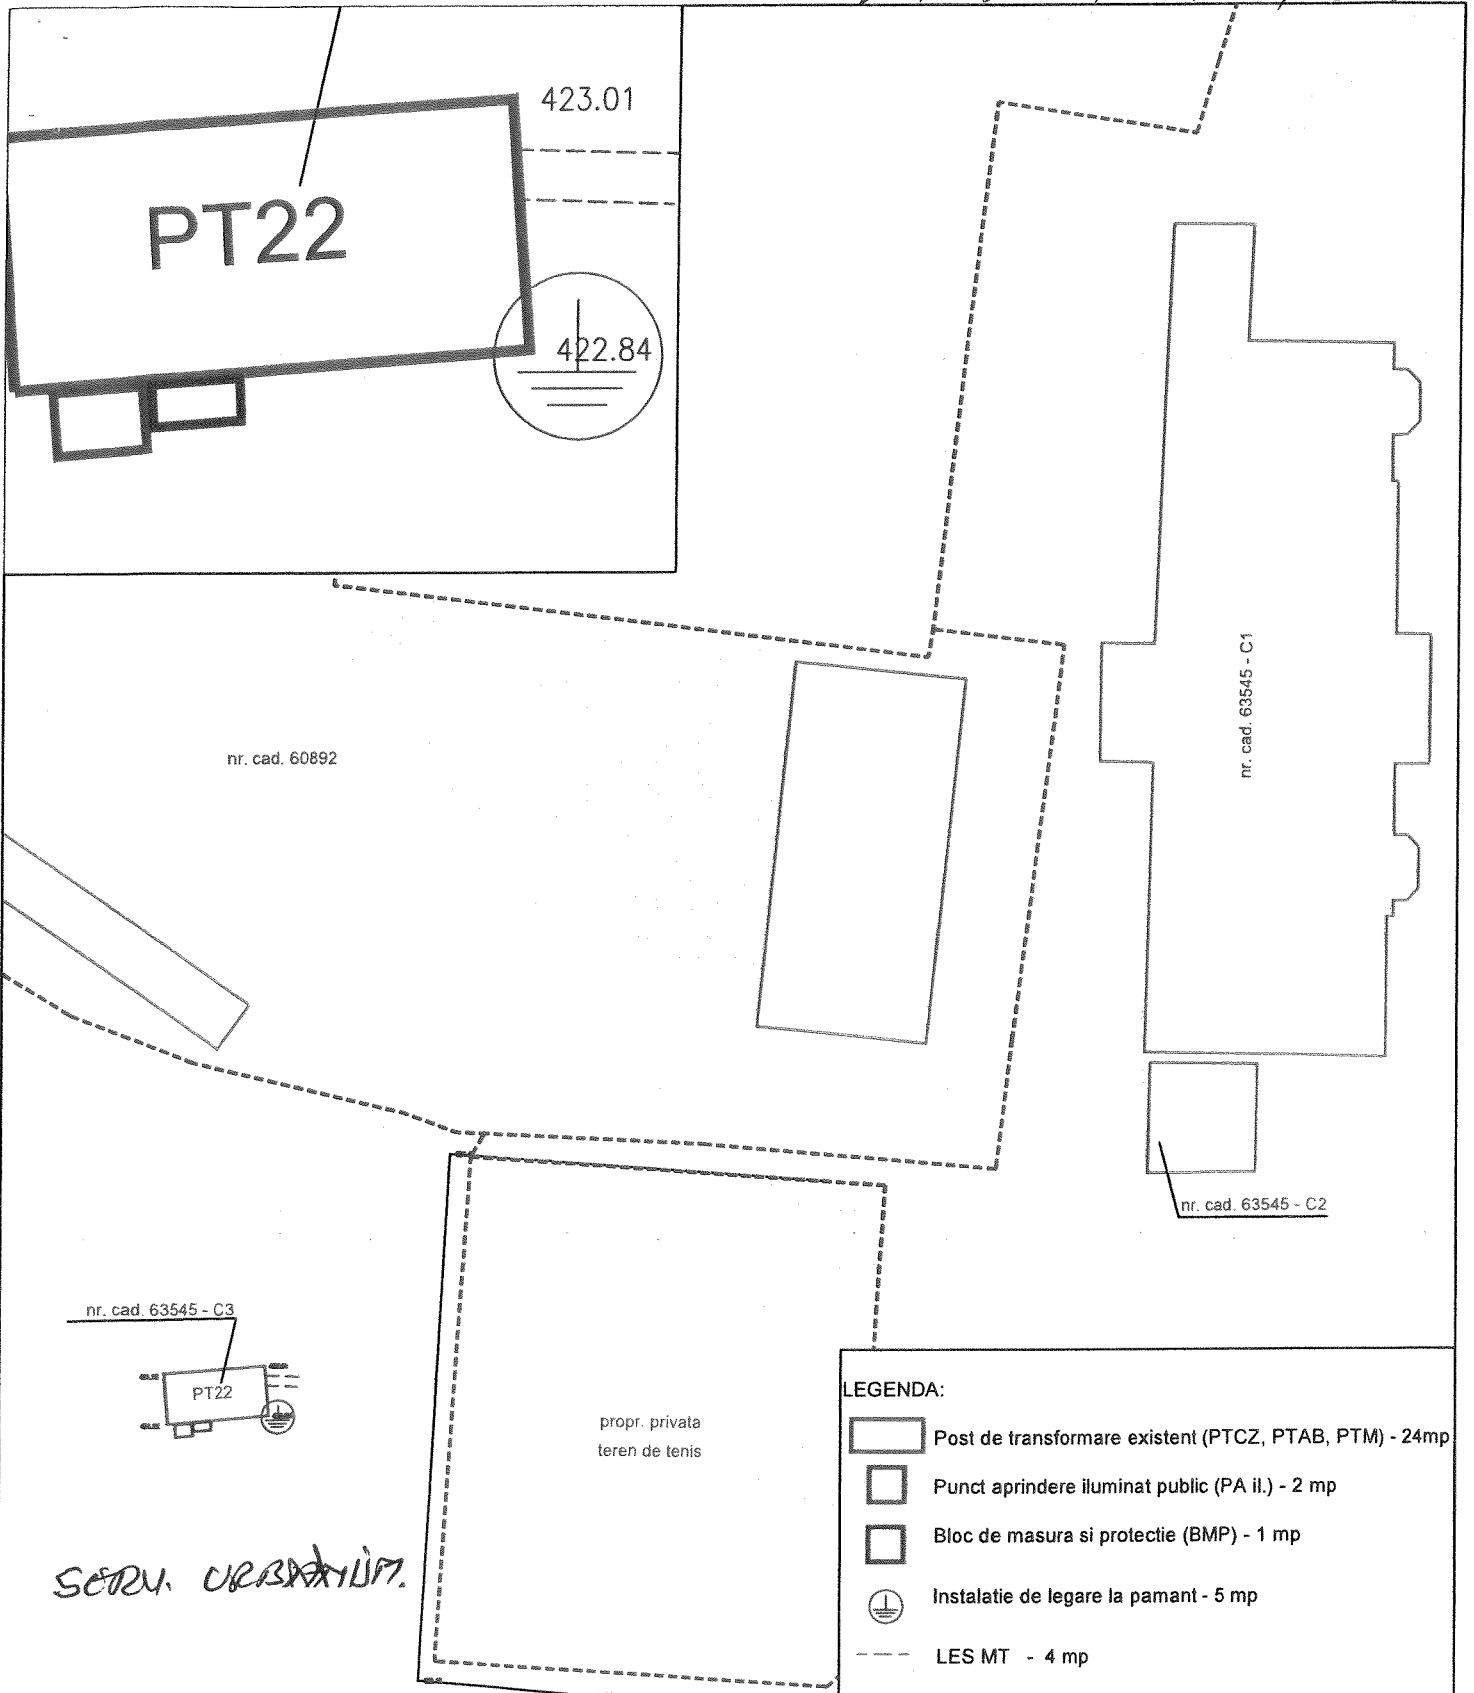 423.01
PT22
422.84
nr. cad. 63545 - C1
nr. cad. 60892
nr. cad. 63545 - C2
nr. cad. 63545 - C3
PT22
propr. privata
teren de tenis
LEGENDA:
Post de transformare existent (PTCZ, PTAB, PTM) - 24mp
Punct aprindere iluminat public (PA il.) - 2 mp
Bloc de masura si protectie (BMP) - 1 mp
Instalatie de legare la pamant - 5 mp
LES MT - 4 mp
SERV.